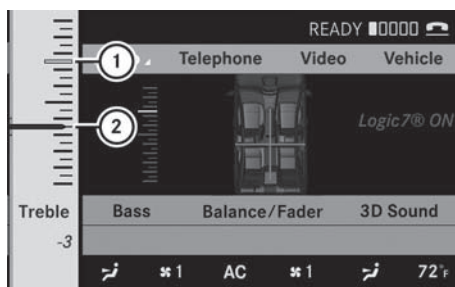 READY
1 Telephone Video Vehicle
2
Logic7® ON
Treble Bass Balance/Fader 3D Sound
-3
1 AC 1 72°F